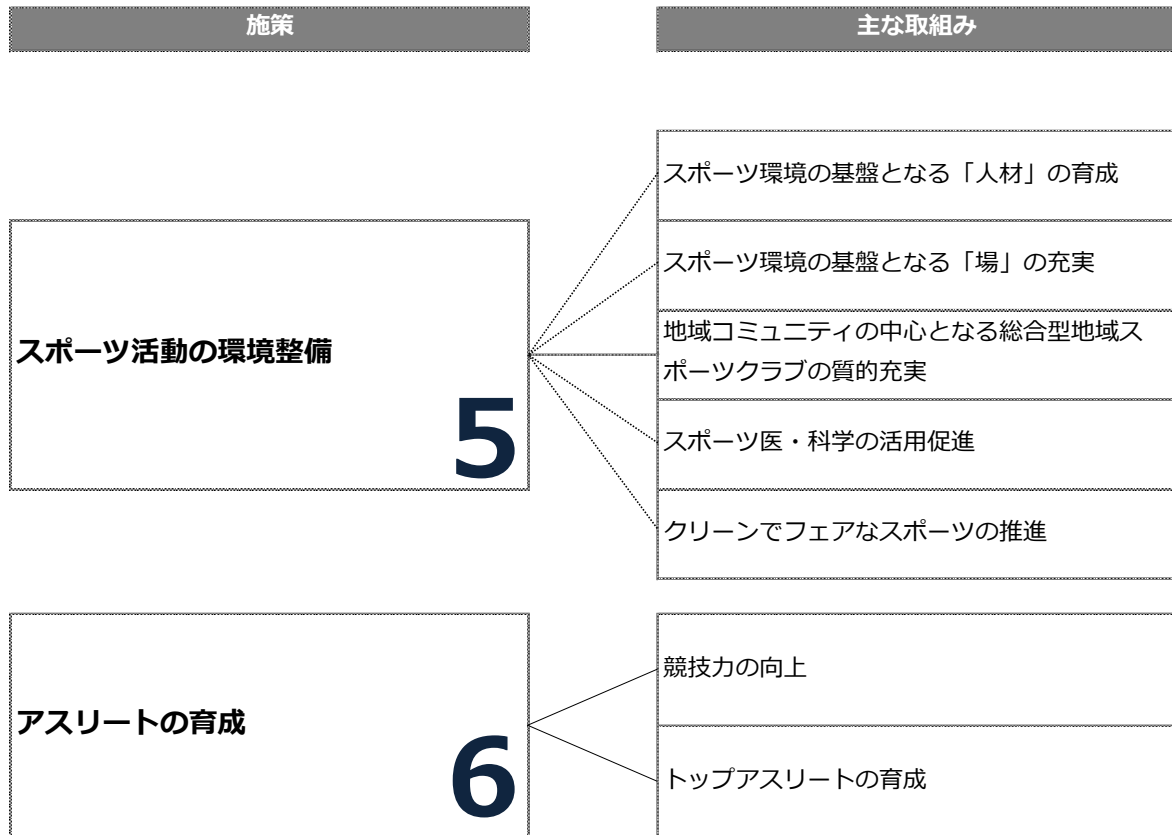 施策
主な取組み
スポーツ環境の基盤となる「人材」の育成
スポーツ環境の基盤となる「場」の充実
スポーツ活動の環境整備
5
地域コミュニティの中心となる総合型地域ス
ポーツクラブの質的充実
スポーツ医・科学の活用促進
クリーンでフェアなスポーツの推進
アスリートの育成
6
競技力の向上
トップアスリートの育成